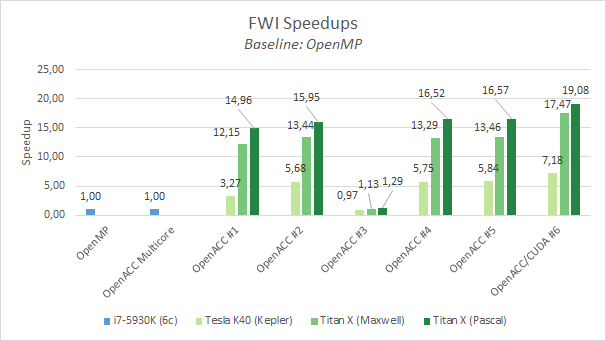 FWI Speedups
Baseline: OpenMP
25,00
20,00
15,00
10,00
5,00
0,00
Speedup
1,00
1,00
3,27
12,15
14,96
5,68
13,44
15,95
0,97
1,13
1,29
5,75
13,29
16,52
5,84
13,46
16,57
7,18
17,47
19,08
OpenMP
OpenACC Multicore
OpenACC #1
OpenACC #2
OpenACC #3
OpenACC #4
OpenACC #5
OpenACC/CUDA #6
i7-5930K (6c)
Tesla K40 (Kepler)
Titan X (Maxwell)
Titan X (Pascal)